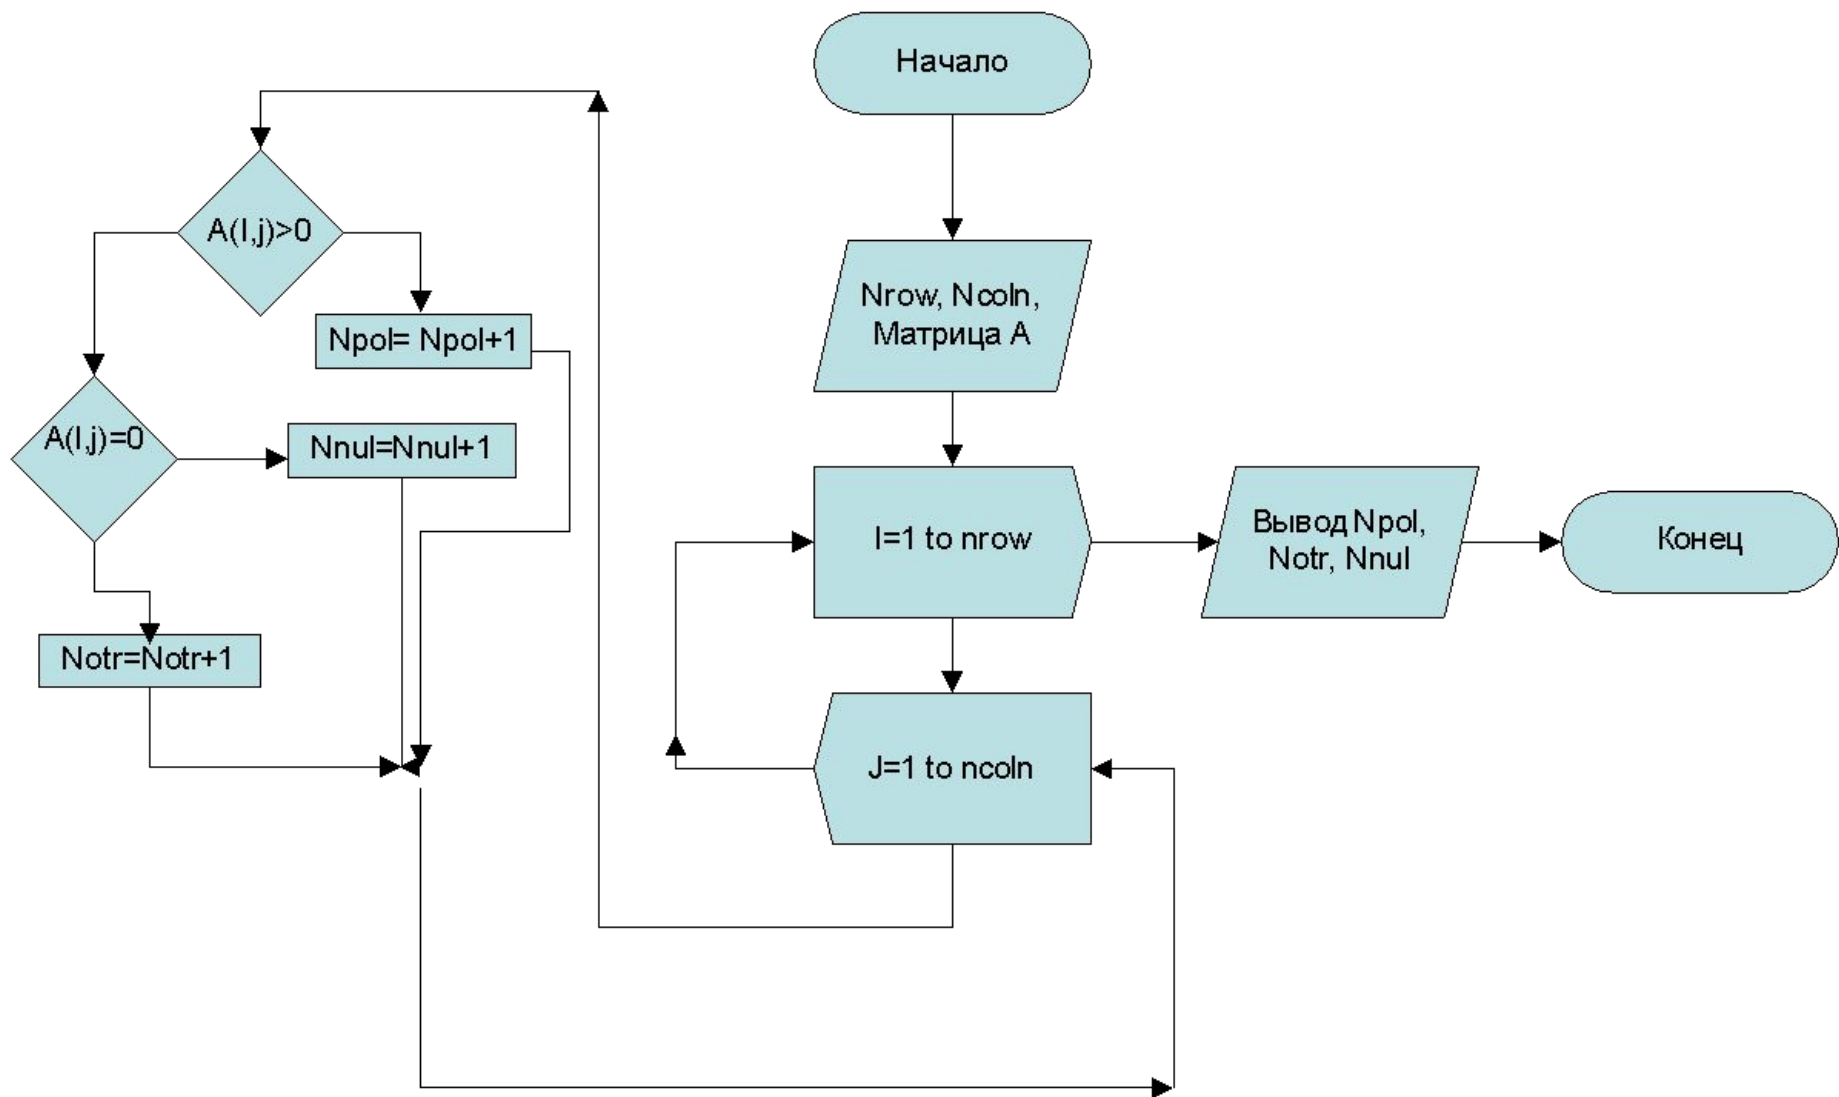 Начало
Nrow, Ncoln,
Матрица А
I=1 to nrow
Вывод Npol,
Notr, Nnul
Конец
J=1 to ncoln
A(I,j)>0
Npol= Npol+1
A(I,j)=0
Nnul=Nnul+1
Notr=Notr+1